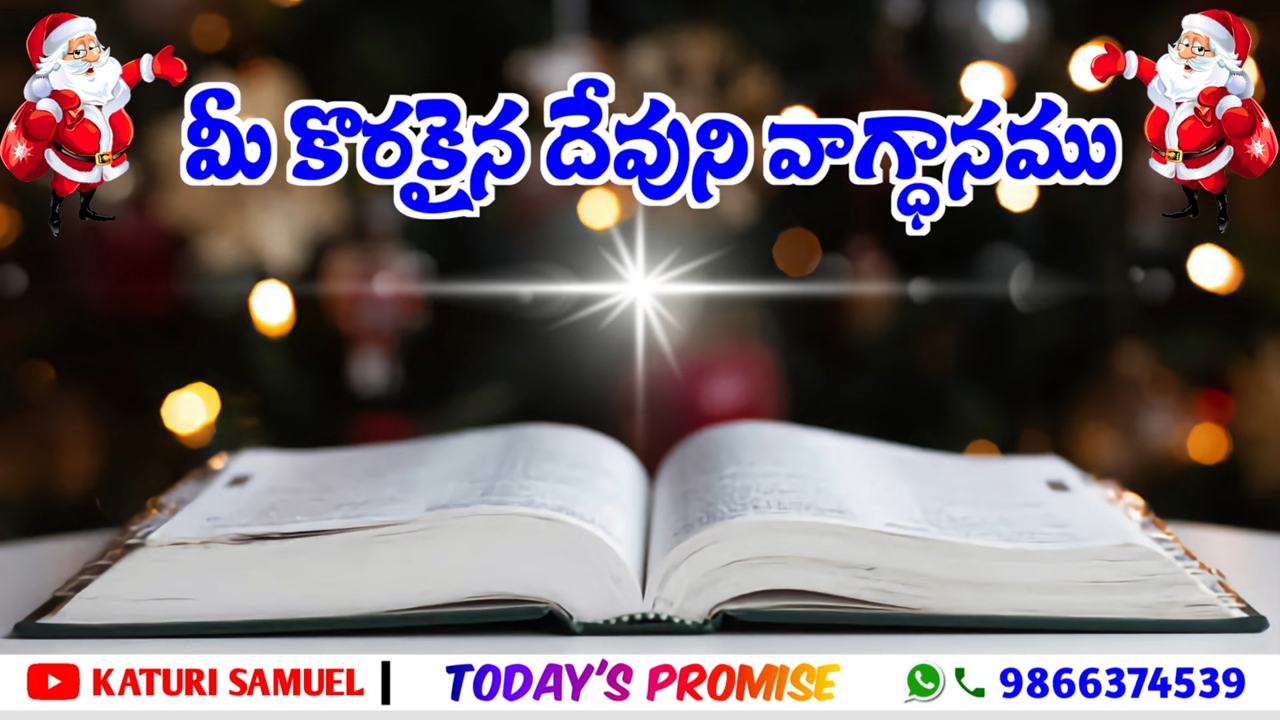 మీ కొరకైన దేవుని వాగ్ధానము
KATURI SAMUEL | TODAY'S PROMISE 9866374539